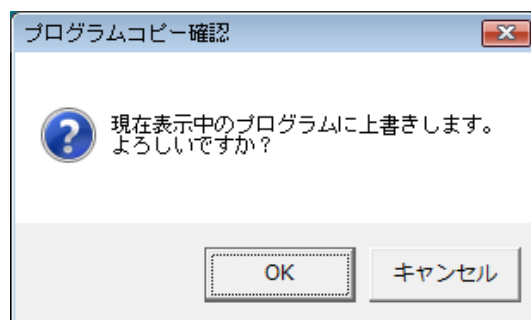 プログラムコピー確認
現在表示中のプログラムに上書きします。
よろしいですか？
OK
キャンセル